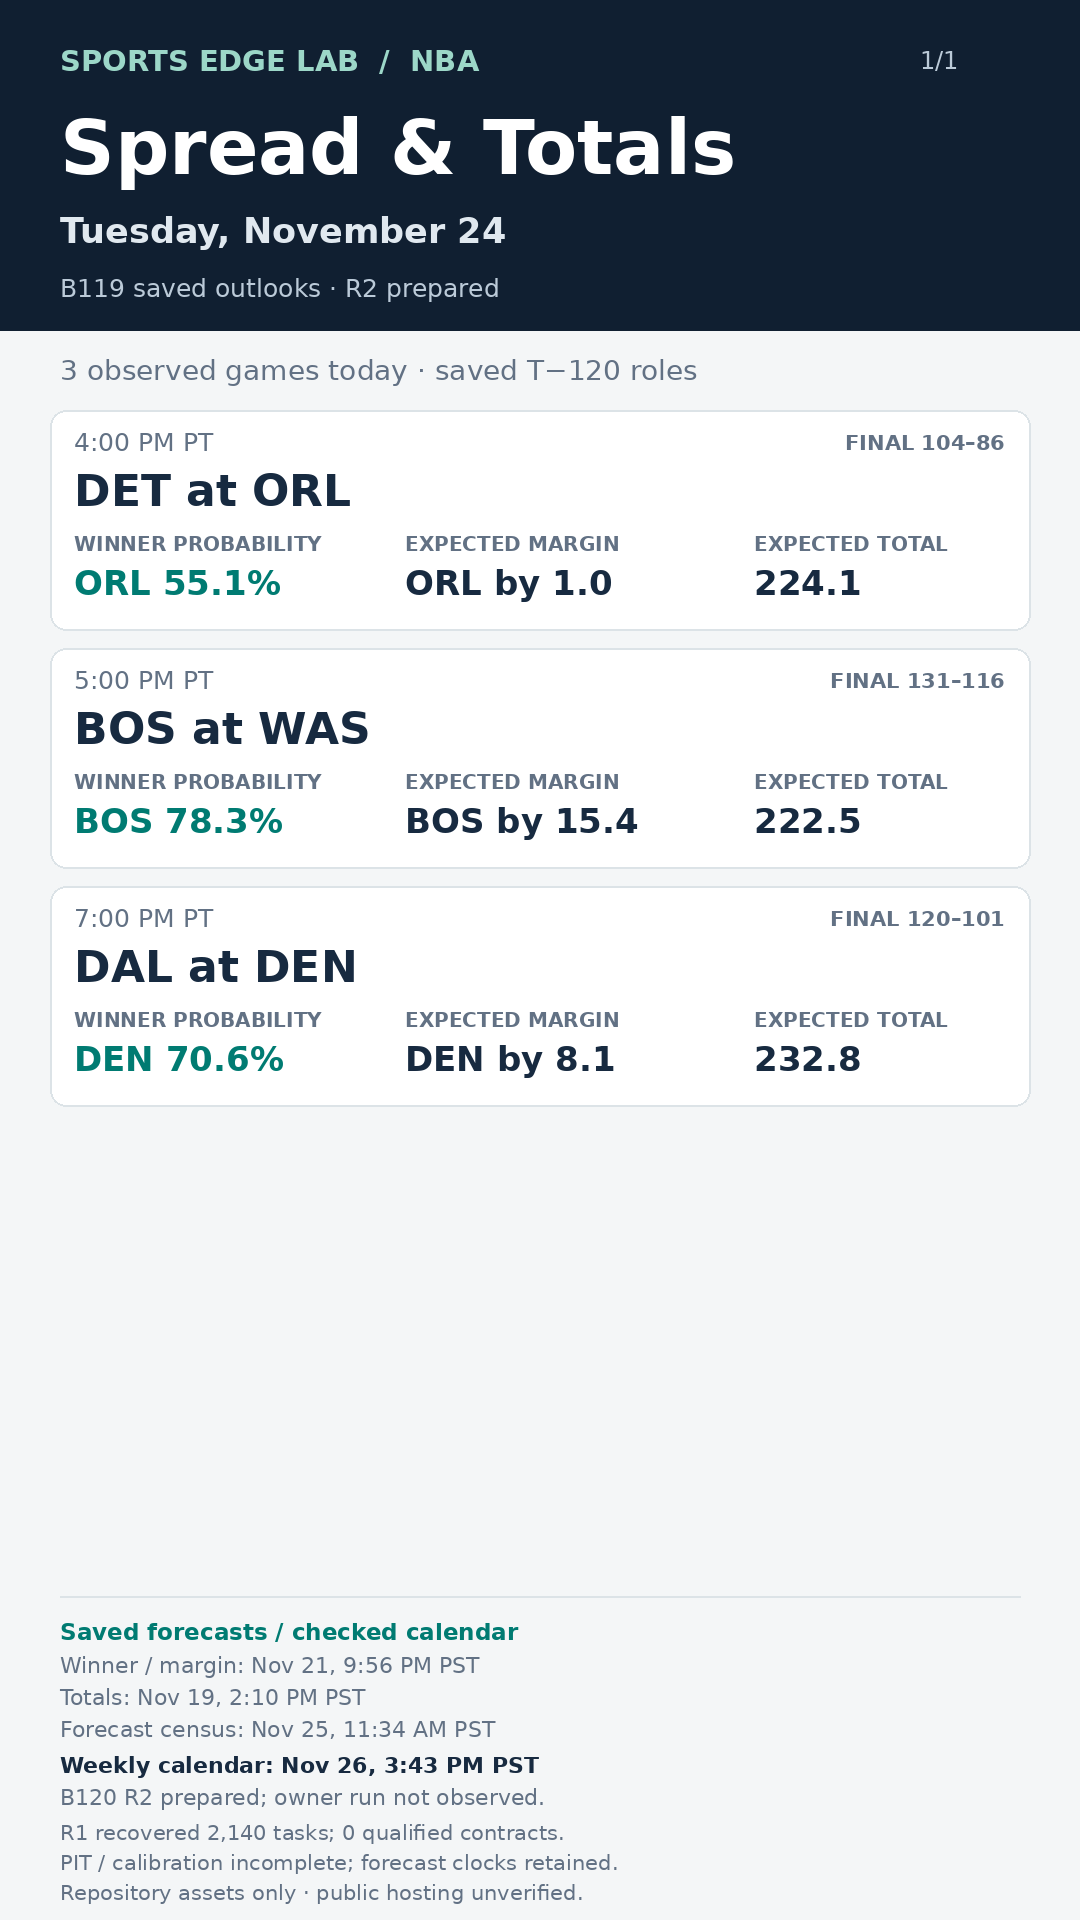 SPORTS EDGE LAB / NBA 1/1
Spread & Totals
Tuesday, November 24
B119 saved outlooks · R2 prepared
3 observed games today · saved T−120 roles
4:00 PM PT FINAL 104–86
DET at ORL
WINNER PROBABILITY EXPECTED MARGIN EXPECTED TOTAL
ORL 55.1% ORL by 1.0 224.1
5:00 PM PT FINAL 131–116
BOS at WAS
WINNER PROBABILITY EXPECTED MARGIN EXPECTED TOTAL
BOS 78.3% BOS by 15.4 222.5
7:00 PM PT FINAL 120–101
DAL at DEN
WINNER PROBABILITY EXPECTED MARGIN EXPECTED TOTAL
DEN 70.6% DEN by 8.1 232.8
Saved forecasts / checked calendar
Winner / margin: Nov 21, 9:56 PM PST
Totals: Nov 19, 2:10 PM PST
Forecast census: Nov 25, 11:34 AM PST
Weekly calendar: Nov 26, 3:43 PM PST
B120 R2 prepared; owner run not observed.
R1 recovered 2,140 tasks; 0 qualified contracts.
PIT / calibration incomplete; forecast clocks retained.
Repository assets only · public hosting unverified.